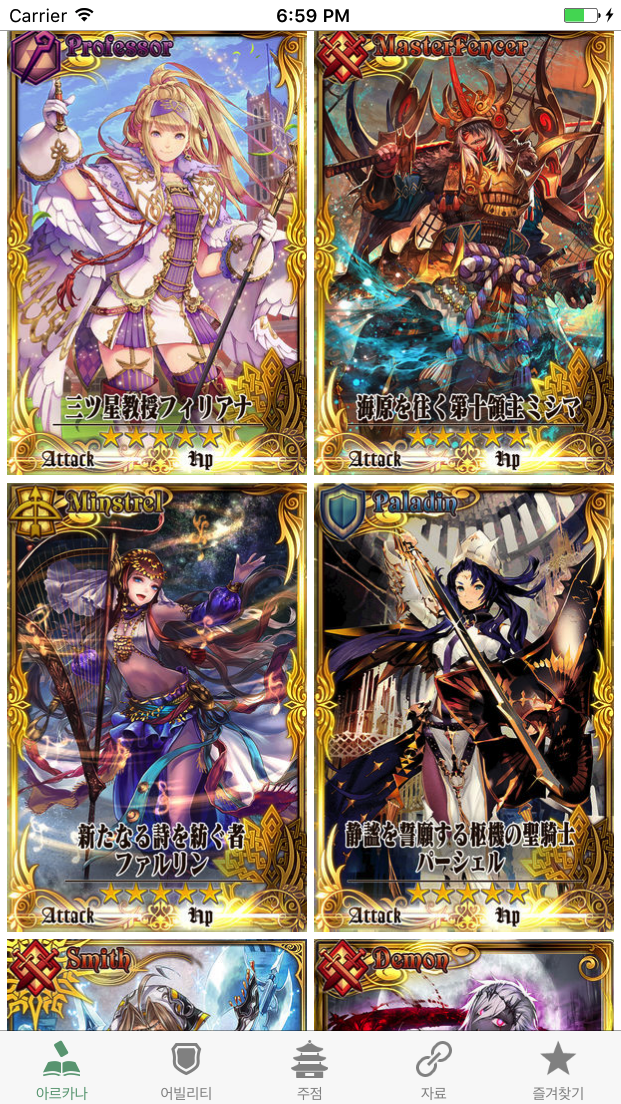 Carrier 6:59 PM
Professor
MasterFencer
三ツ星教授フィリアナ
海原を往く第十領主ミシマ
Attack Hp
Attack Hp
Minstrel
Paladin
新たなる詩を紡ぐ者
ファルリン
静謐を誓願する枢機の聖騎士
パーシェル
Attack Hp
Attack Hp
Smith
Demon
아르카나
어빌리티
주점
자료
즐겨찾기